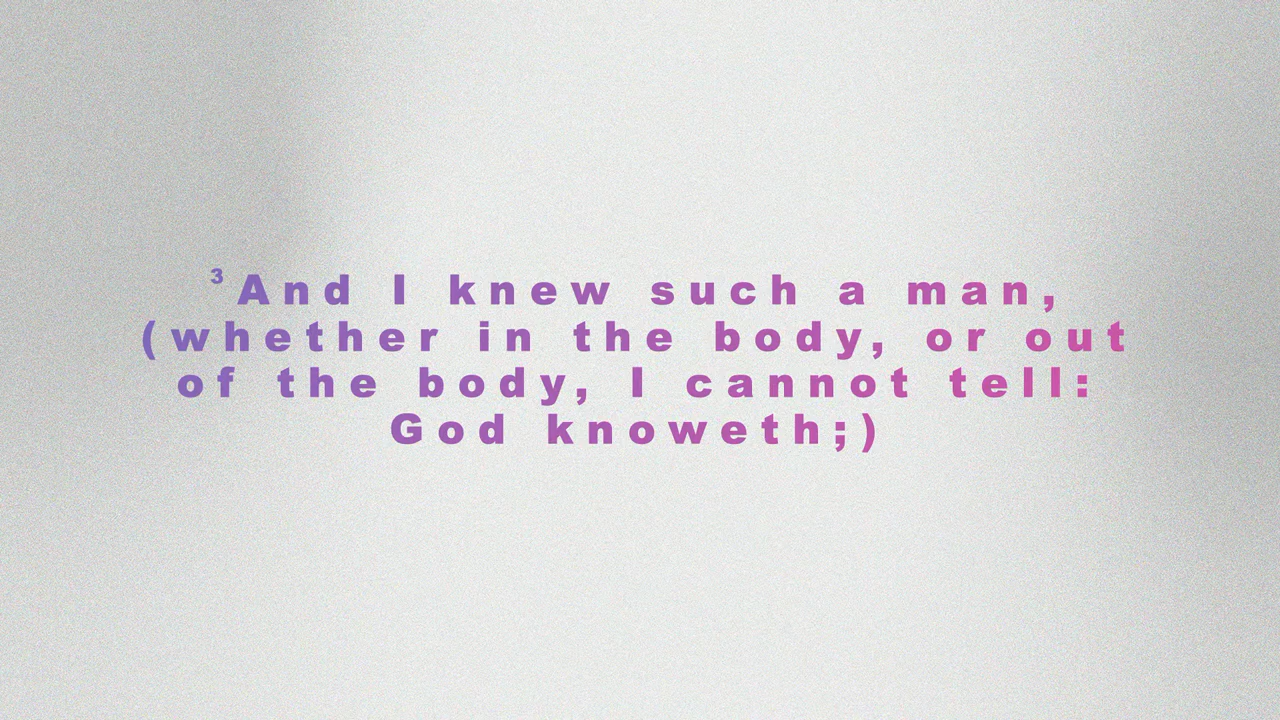 ³And I knew such a man,
(whether in the body, or out
of the body, I cannot tell:
God knoweth;)